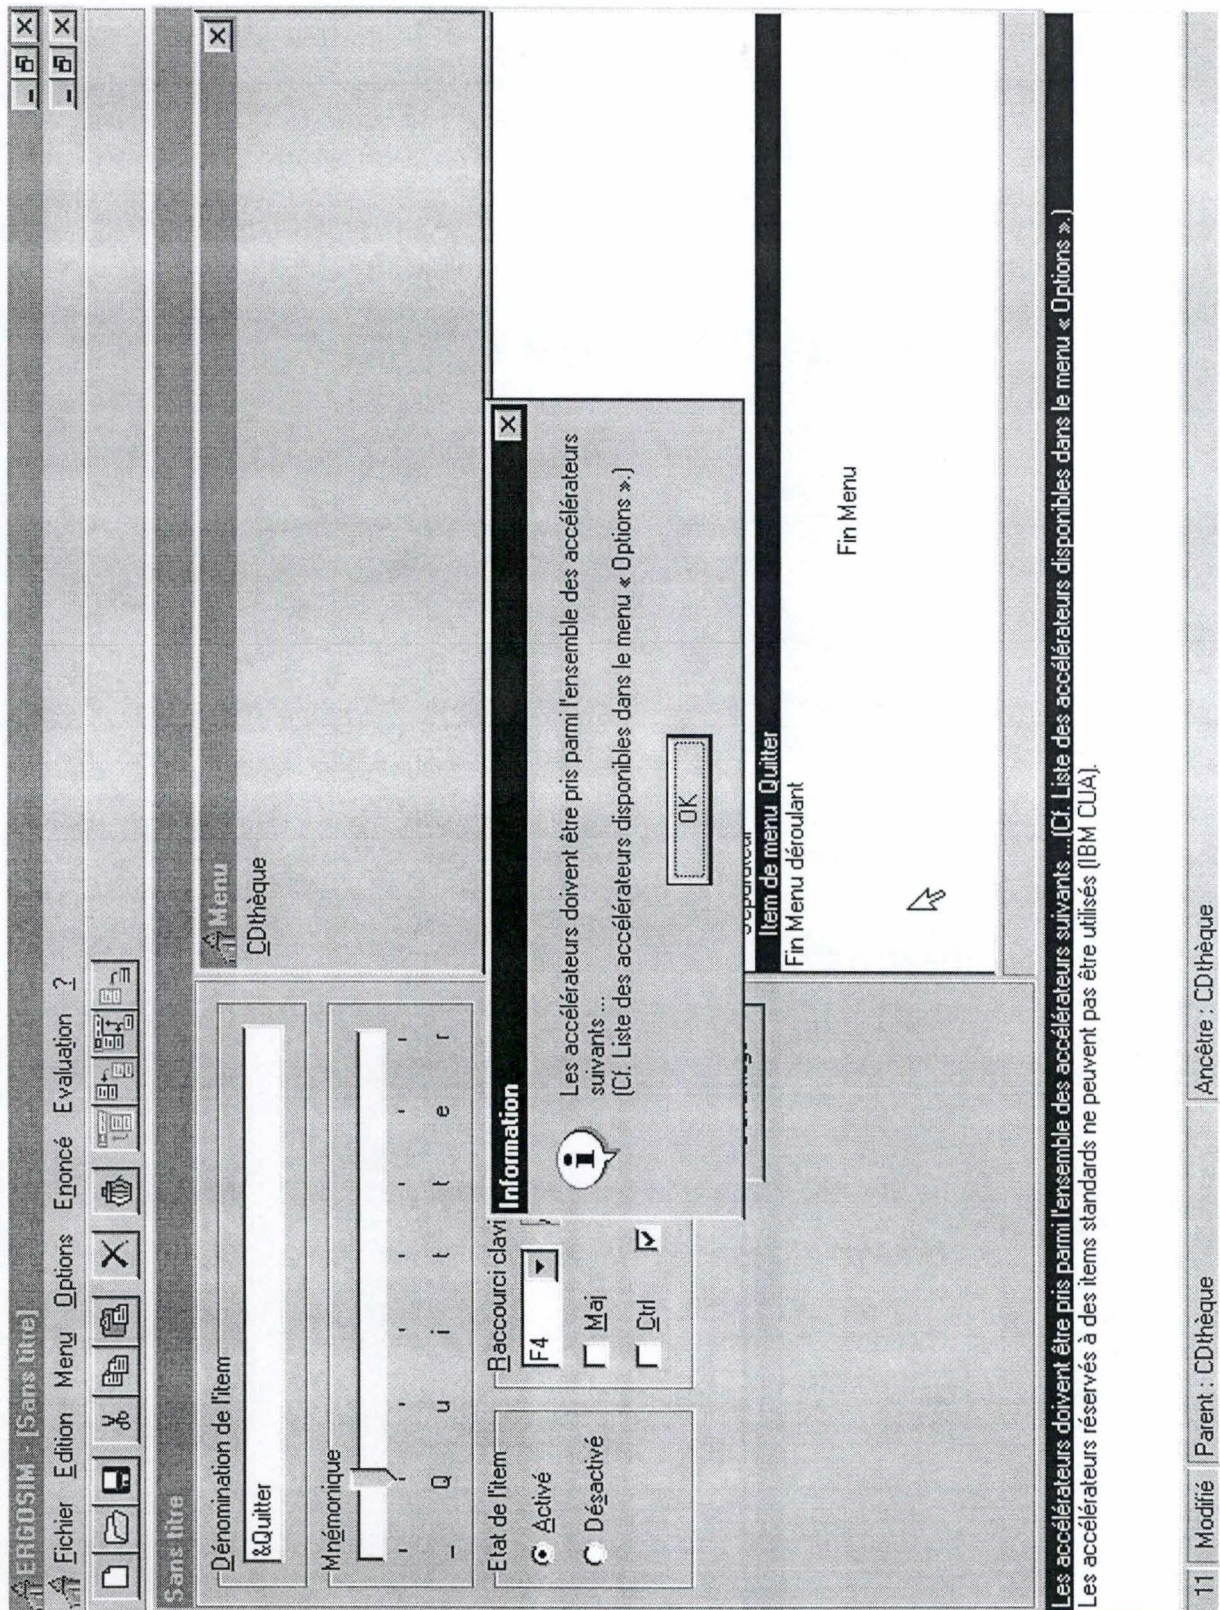 ERGOSIM - [Sans titre]
Fichier Edition Menu Options Enoncé Evaluation ?
Sans titre
Dénomination de l'item
&Quitter
Mnémonique
- Q u i t t e r
Etat de l'item
Activé
Désactivé
Raccourci clavi
F4
Maj
Ctrl
Menu
CDthèque
Information
Les accélérateurs doivent être pris parmi l'ensemble des accélérateurs
suivants ...
(Cf. Liste des accélérateurs disponibles dans le menu « Options ».)
OK
Item de menu Quitter
Fin Menu déroulant
Fin Menu
Les accélérateurs doivent être pris parmi l'ensemble des accélérateurs suivants ...(Cf. Liste des accélérateurs disponibles dans le menu « Options ».)
Les accélérateurs réservés à des items standards ne peuvent pas être utilisés (IBM CUA).
11 Modifié Parent : CDthèque Ancêtre : CDthèque